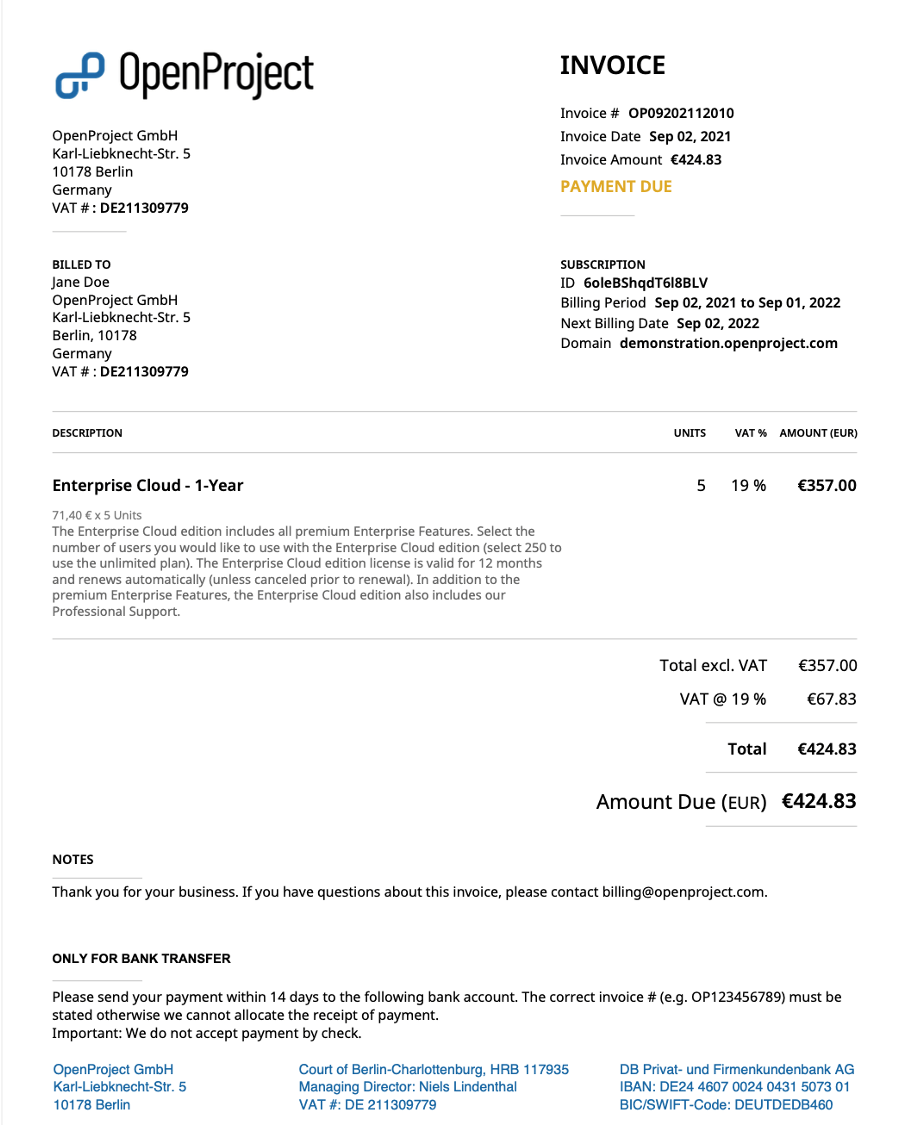 OpenProject
OpenProject GmbH
Karl-Liebknecht-Str. 5
10178 Berlin
Germany
VAT # : DE211309779
INVOICE
Invoice # OP09202112010
Invoice Date Sep 02, 2021
Invoice Amount €424.83
PAYMENT DUE
BILLED TO
Jane Doe
OpenProject GmbH
Karl-Liebknecht-Str. 5
Berlin, 10178
Germany
VAT # : DE211309779
SUBSCRIPTION
ID 6oleBShqdT6l8BLV
Billing Period Sep 02, 2021 to Sep 01, 2022
Next Billing Date Sep 02, 2022
Domain demonstration.openproject.com
DESCRIPTION UNITS VAT % AMOUNT (EUR)
Enterprise Cloud - 1-Year 5 19 % €357.00
71,40 € x 5 Units
The Enterprise Cloud edition includes all premium Enterprise Features. Select the
number of users you would like to use with the Enterprise Cloud edition (select 250 to
use the unlimited plan). The Enterprise Cloud edition license is valid for 12 months
and renews automatically (unless canceled prior to renewal). In addition to the
premium Enterprise Features, the Enterprise Cloud edition also includes our
Professional Support.
Total excl. VAT €357.00
VAT @ 19 % €67.83
Total €424.83
Amount Due (EUR) €424.83
NOTES
Thank you for your business. If you have questions about this invoice, please contact billing@openproject.com.
ONLY FOR BANK TRANSFER
Please send your payment within 14 days to the following bank account. The correct invoice # (e.g. OP123456789) must be
stated otherwise we cannot allocate the receipt of payment.
Important: We do not accept payment by check.
OpenProject GmbH
Karl-Liebknecht-Str. 5
10178 Berlin
Court of Berlin-Charlottenburg, HRB 117935
Managing Director: Niels Lindenthal
VAT #: DE 211309779
DB Privat- und Firmenkundenbank AG
IBAN: DE24 4607 0024 0431 5073 01
BIC/SWIFT-Code: DEUTDEDB460